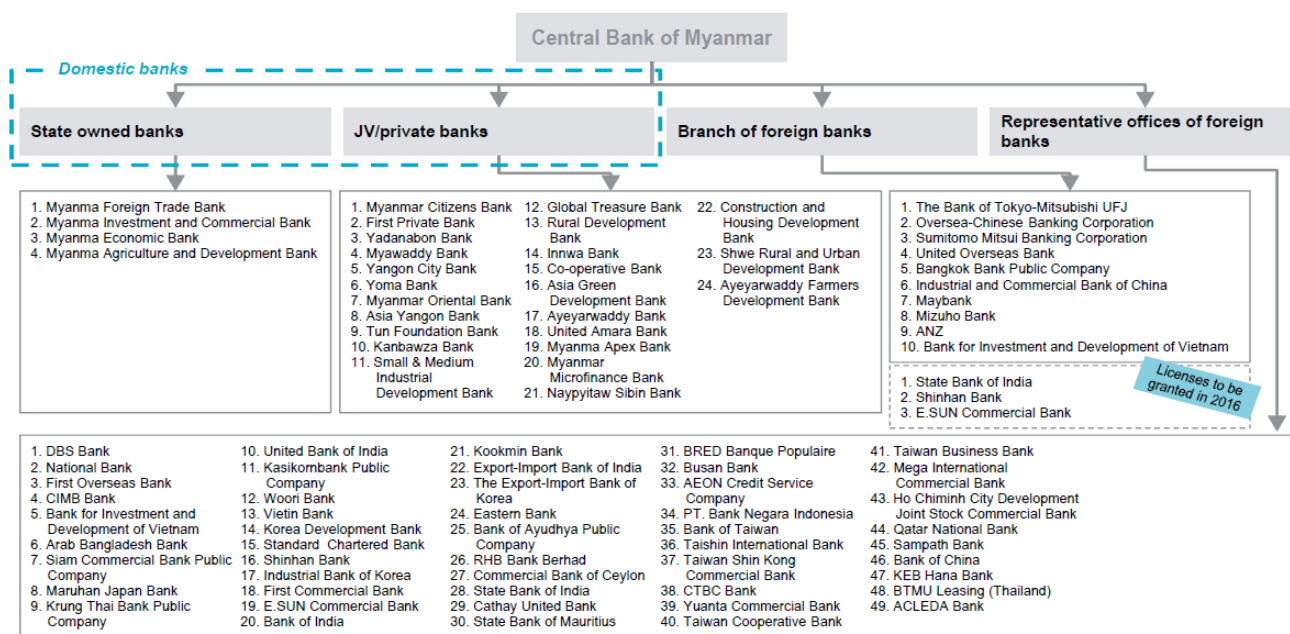 Central Bank of Myanmar
Domestic banks
State owned banks
JV/private banks
Branch of foreign banks
Representative offices of foreign
banks
1. Myanma Foreign Trade Bank
2. Myanma Investment and Commercial Bank
3. Myanma Economic Bank
4. Myanma Agriculture and Development Bank
1. Myanmar Citizens Bank
2. First Private Bank
3. Yadanabon Bank
4. Myawaddy Bank
5. Yangon City Bank
6. Yoma Bank
7. Myanmar Oriental Bank
8. Asia Yangon Bank
9. Tun Foundation Bank
10. Kanbawza Bank
11. Small & Medium
Industrial
Development Bank
12. Global Treasure Bank
13. Rural Development
Bank
14. Innwa Bank
15. Co-operative Bank
16. Asia Green
Development Bank
17. Ayeyarwaddy Bank
18. United Amara Bank
19. Myanma Apex Bank
20. Myanmar
Microfinance Bank
21. Naypyitaw Sibin Bank
22. Construction and
Housing Development
Bank
23. Shwe Rural and Urban
Development Bank
24. Ayeyarwaddy Farmers
Development Bank
1. The Bank of Tokyo-Mitsubishi UFJ
2. Oversea-Chinese Banking Corporation
3. Sumitomo Mitsui Banking Corporation
4. United Overseas Bank
5. Bangkok Bank Public Company
6. Industrial and Commercial Bank of China
7. Maybank
8. Mizuho Bank
9. ANZ
10. Bank for Investment and Development of Vietnam
1. State Bank of India
2. Shinhan Bank
3. E.SUN Commercial Bank
Licenses to be
granted in 2016
1. DBS Bank
2. National Bank
3. First Overseas Bank
4. CIMB Bank
5. Bank for Investment and
Development of Vietnam
6. Arab Bangladesh Bank
7. Siam Commercial Bank Public
Company
8. Maruhan Japan Bank
9. Krung Thai Bank Public
Company
10. United Bank of India
11. Kasikornbank Public
Company
12. Woori Bank
13. Vietin Bank
14. Korea Development Bank
15. Standard Chartered Bank
16. Shinhan Bank
17. Industrial Bank of Korea
18. First Commercial Bank
19. E.SUN Commercial Bank
20. Bank of India
21. Kookmin Bank
22. Export-Import Bank of India
23. The Export-Import Bank of
Korea
24. Eastern Bank
25. Bank of Ayudhya Public
Company
26. RHB Bank Berhad
27. Commercial Bank of Ceylon
28. State Bank of India
29. Cathay United Bank
30. State Bank of Mauritius
31. BRED Banque Populaire
32. Busan Bank
33. AEON Credit Service
Company
34. PT. Bank Negara Indonesia
35. Bank of Taiwan
36. Taishin International Bank
37. Taiwan Shin Kong
Commercial Bank
38. CTBC Bank
39. Yuanta Commercial Bank
40. Taiwan Cooperative Bank
41. Taiwan Business Bank
42. Mega International
Commercial Bank
43. Ho Chiminh City Development
Joint Stock Commercial Bank
44. Qatar National Bank
45. Sampath Bank
46. Bank of China
47. KEB Hana Bank
48. BTMU Leasing (Thailand)
49. ACLEDA Bank